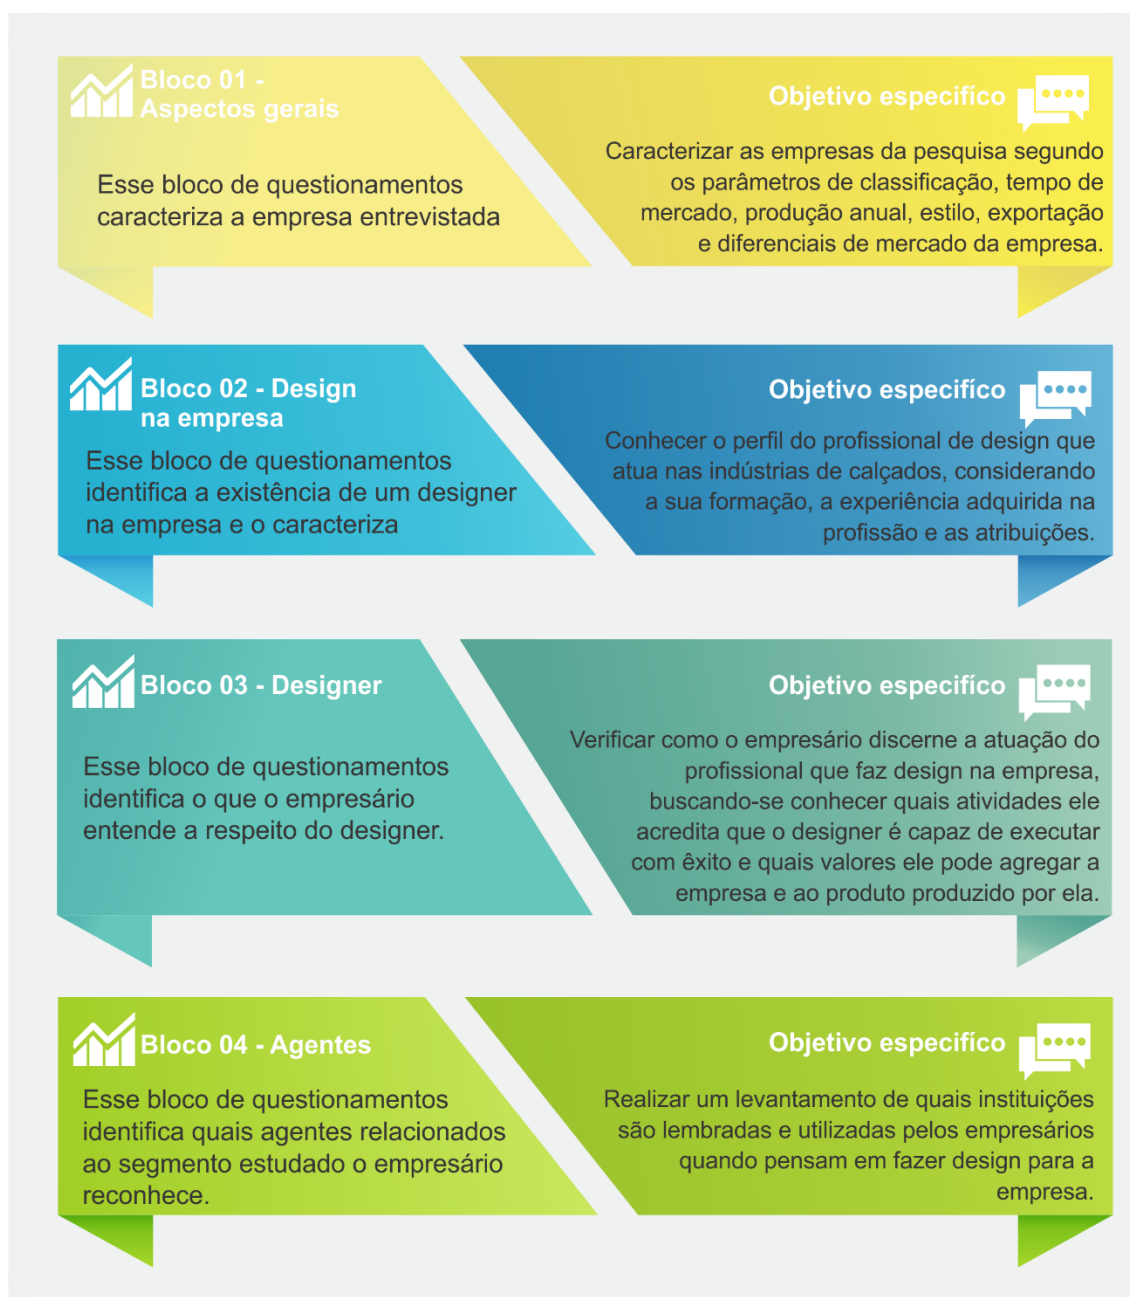 Bloco 01 -
Aspectos gerais
Esse bloco de questionamentos
caracteriza a empresa entrevistada
Objetivo especifíco
Caracterizar as empresas da pesquisa segundo
os parâmetros de classificação, tempo de
mercado, produção anual, estilo, exportação
e diferenciais de mercado da empresa.
Bloco 02 - Design
na empresa
Esse bloco de questionamentos
identifica a existência de um designer
na empresa e o caracteriza
Objetivo especifíco
Conhecer o perfil do profissional de design que
atua nas indústrias de calçados, considerando
a sua formação, a experiência adquirida na
profissão e as atribuições.
Bloco 03 - Designer
Esse bloco de questionamentos
identifica o que o empresário
entende a respeito do designer.
Objetivo especifíco
Verificar como o empresário discerne a atuação do
profissional que faz design na empresa,
buscando-se conhecer quais atividades ele
acredita que o designer é capaz de executar
com êxito e quais valores ele pode agregar a
empresa e ao produto produzido por ela.
Bloco 04 - Agentes
Esse bloco de questionamentos
identifica quais agentes relacionados
ao segmento estudado o empresário
reconhece.
Objetivo especifíco
Realizar um levantamento de quais instituições
são lembradas e utilizadas pelos empresários
quando pensam em fazer design para a
empresa.